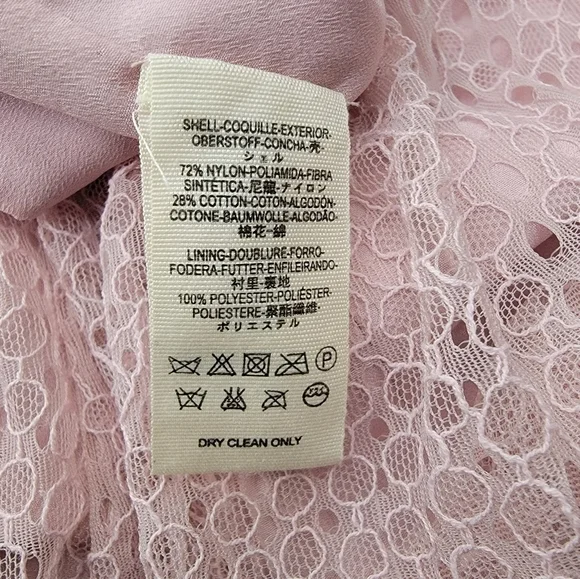 SHELL-COQUILLE-EXTERIOR-
OBERSTOFF-CONCHA-壳-
シェル
72% NYLON-POLIAMIDA-FIBRA
SINTETICA-尼龍-ナイロン
28% COTTON-COTON-ALGODÓN-
COTONE-BAUMWOLLE-ALGODÃO-
棉花-綿
LINING-DOUBLURE-FORRO-
FODERA-FUTTER-ENFILEIRANDO-
衬里-裏地
100% POLYESTER-POLIÉSTER-
POLIESTERE-聚酯纖維-
ポリエステル
P
DRY CLEAN ONLY